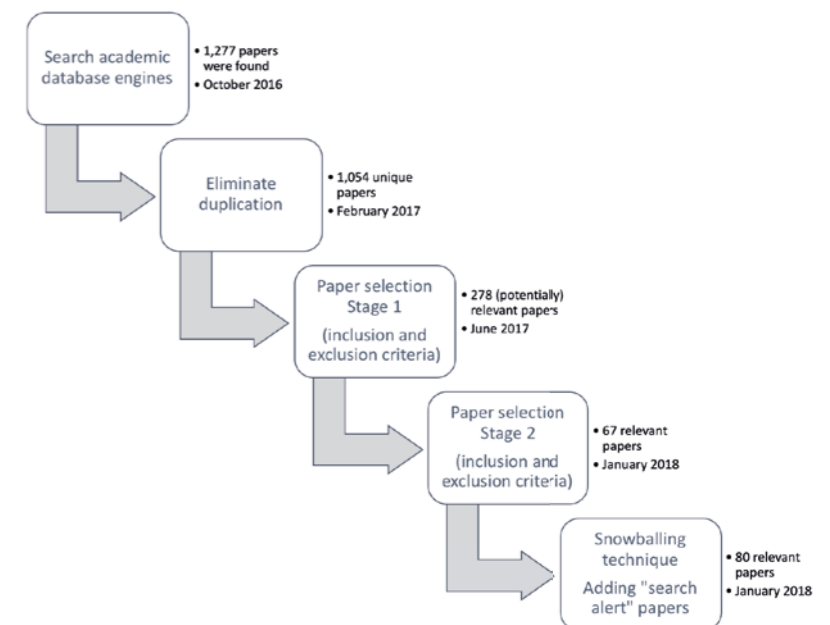 Search academic
database engines
• 1,277 papers
were found
• October 2016
Eliminate
duplication
• 1,054 unique
papers
• February 2017
Paper selection
Stage 1
(inclusion and
exclusion criteria)
• 278 (potentially)
relevant papers
• June 2017
Paper selection
Stage 2
(inclusion and
exclusion criteria)
• 67 relevant
papers
• January 2018
Snowballing
technique
Adding "search
alert" papers
• 80 relevant
papers
• January 2018